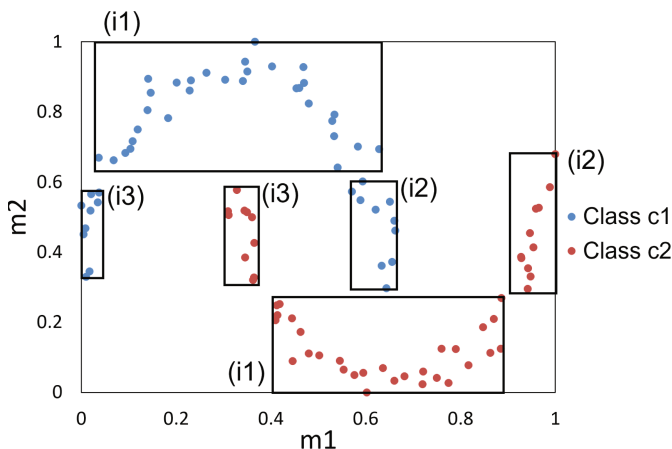 (i1)
1
0.8
0.6
0.4
0.2
0
m2
(i3)
(i3)
(i2)
(i2)
(i1)
Class c1
Class c2
0
0.2
0.4
0.6
0.8
1
m1